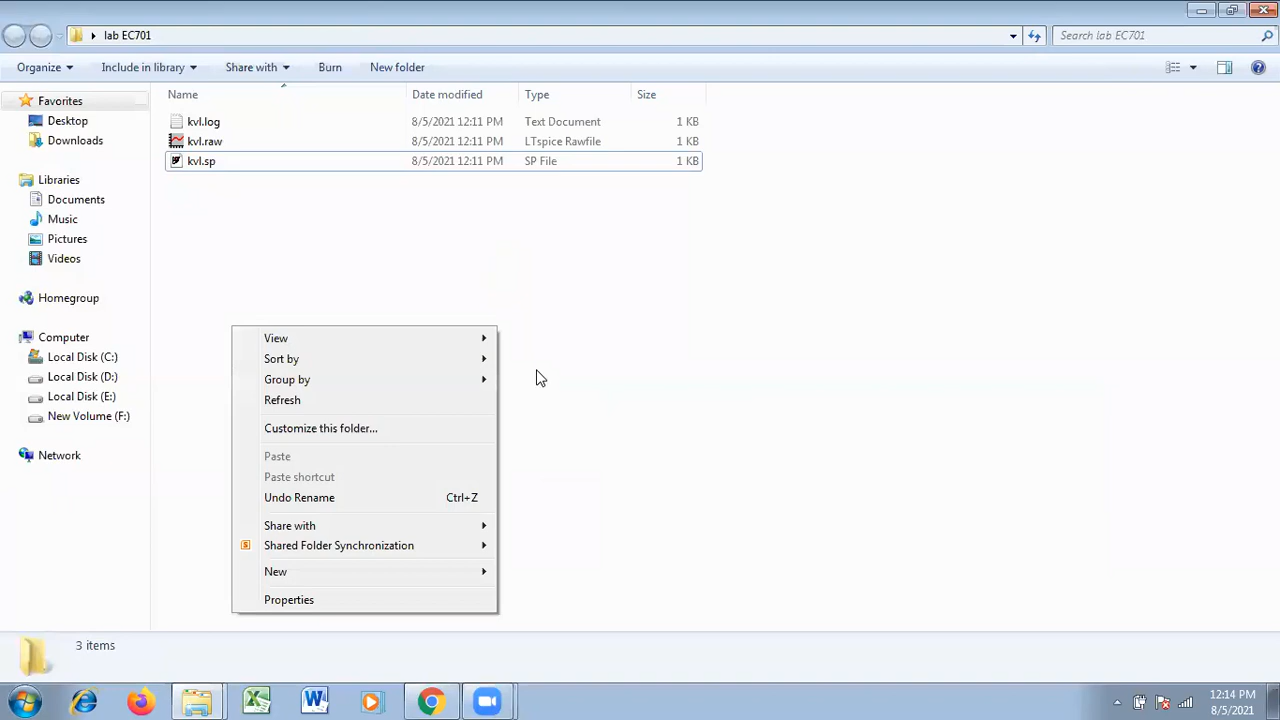 lab EC701
Search lab EC701
Organize Include in library Share with Burn New folder
Favorites
Desktop
Downloads
Libraries
Documents
Music
Pictures
Videos
Homegroup
Computer
Local Disk (C:)
Local Disk (D:)
Local Disk (E:)
New Volume (F:)
Network
Name Date modified Type Size
kvl.log 8/5/2021 12:11 PM Text Document 1 KB
kvl.raw 8/5/2021 12:11 PM LTspice Rawfile 1 KB
kvl.sp 8/5/2021 12:11 PM SP File 1 KB
View
Sort by
Group by
Refresh
Customize this folder...
Paste
Paste shortcut
Undo Rename Ctrl+Z
Share with
Shared Folder Synchronization
New
Properties
3 items
12:14 PM
8/5/2021